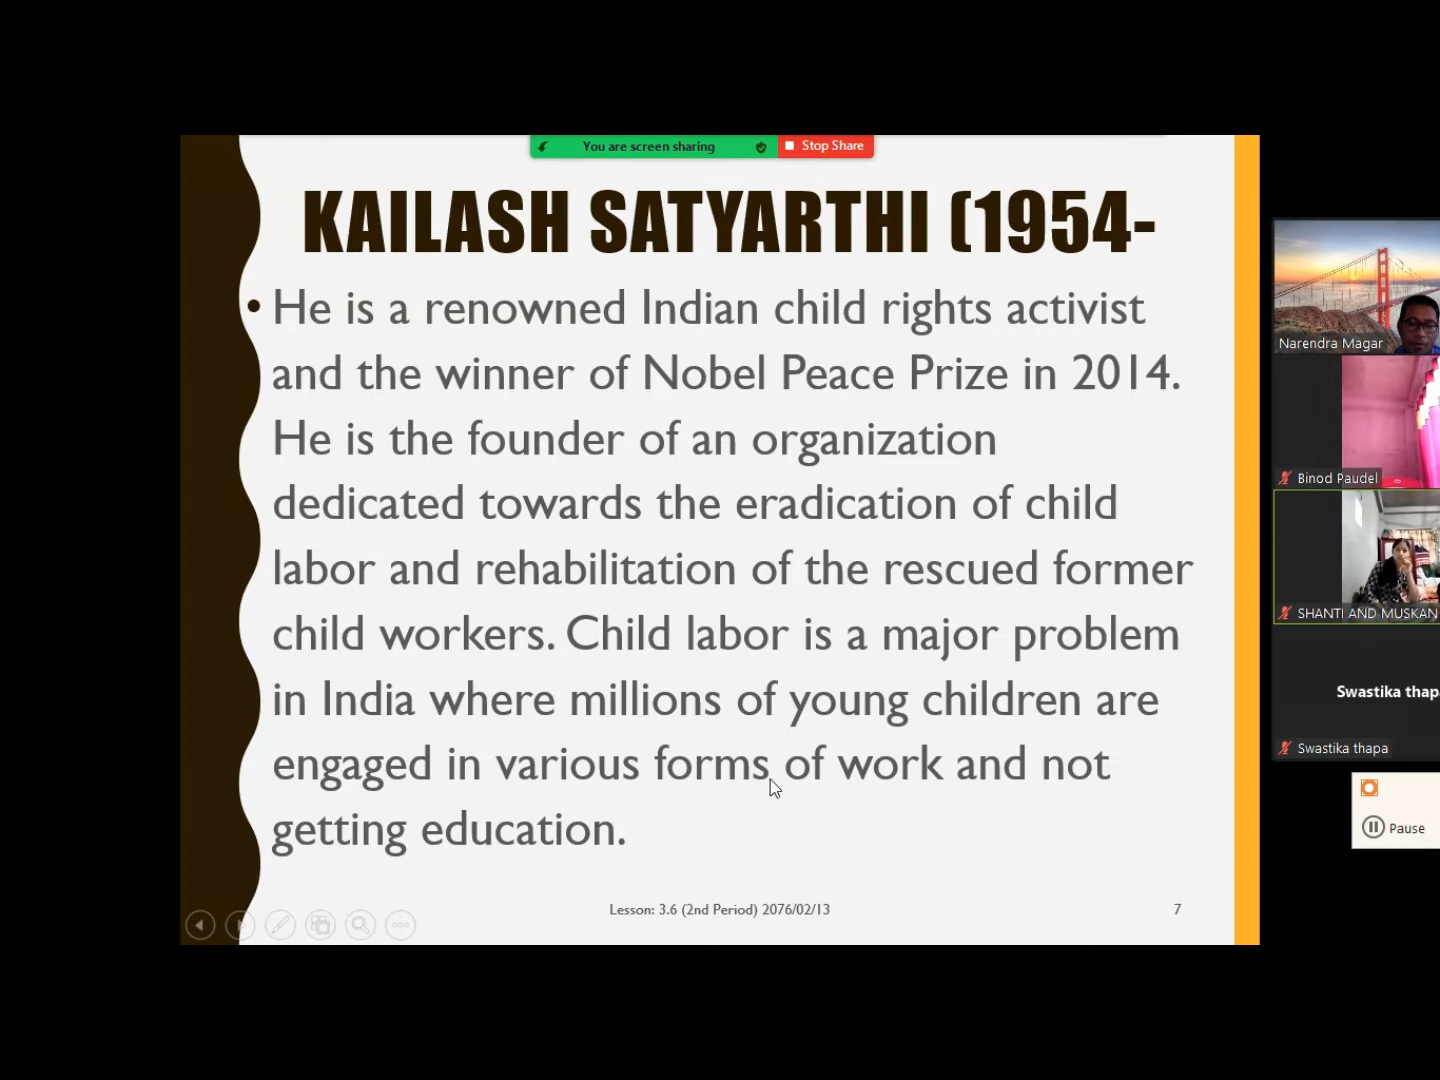 You are screen sharing
Stop Share
KAILASH SATYARTHI (1954-
• He is a renowned Indian child rights activist
and the winner of Nobel Peace Prize in 2014.
He is the founder of an organization
dedicated towards the eradication of child
labor and rehabilitation of the rescued former
child workers. Child labor is a major problem
in India where millions of young children are
engaged in various forms of work and not
getting education.
Lesson: 3.6 (2nd Period) 2076/02/13
7
Narendra Magar
Binod Paudel
SHANTI AND MUSKAN
Swastika thap
Swastika thapa
Pause